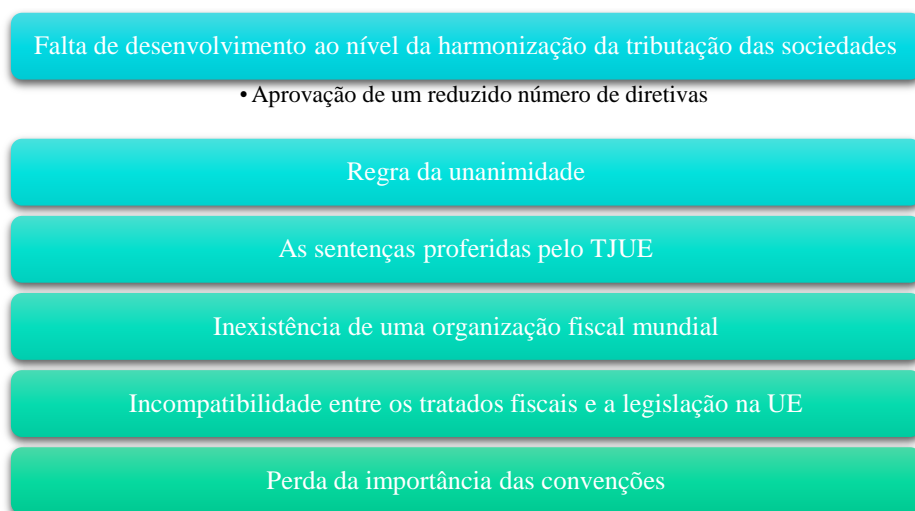 Falta de desenvolvimento ao nível da harmonização da tributação das sociedades
• Aprovação de um reduzido número de diretivas
Regra da unanimidade
As sentenças proferidas pelo TJUE
Inexistência de uma organização fiscal mundial
Incompatibilidade entre os tratados fiscais e a legislação na UE
Perda da importância das convenções